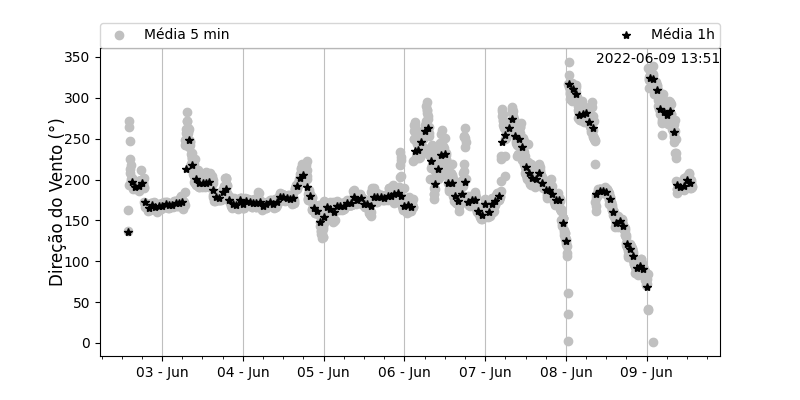 Média 5 min
Média 1h
2022-06-09 13:51
Direção do Vento (°)
350
300
250
200
150
100
50
0
03 - Jun
04 - Jun
05 - Jun
06 - Jun
07 - Jun
08 - Jun
09 - Jun